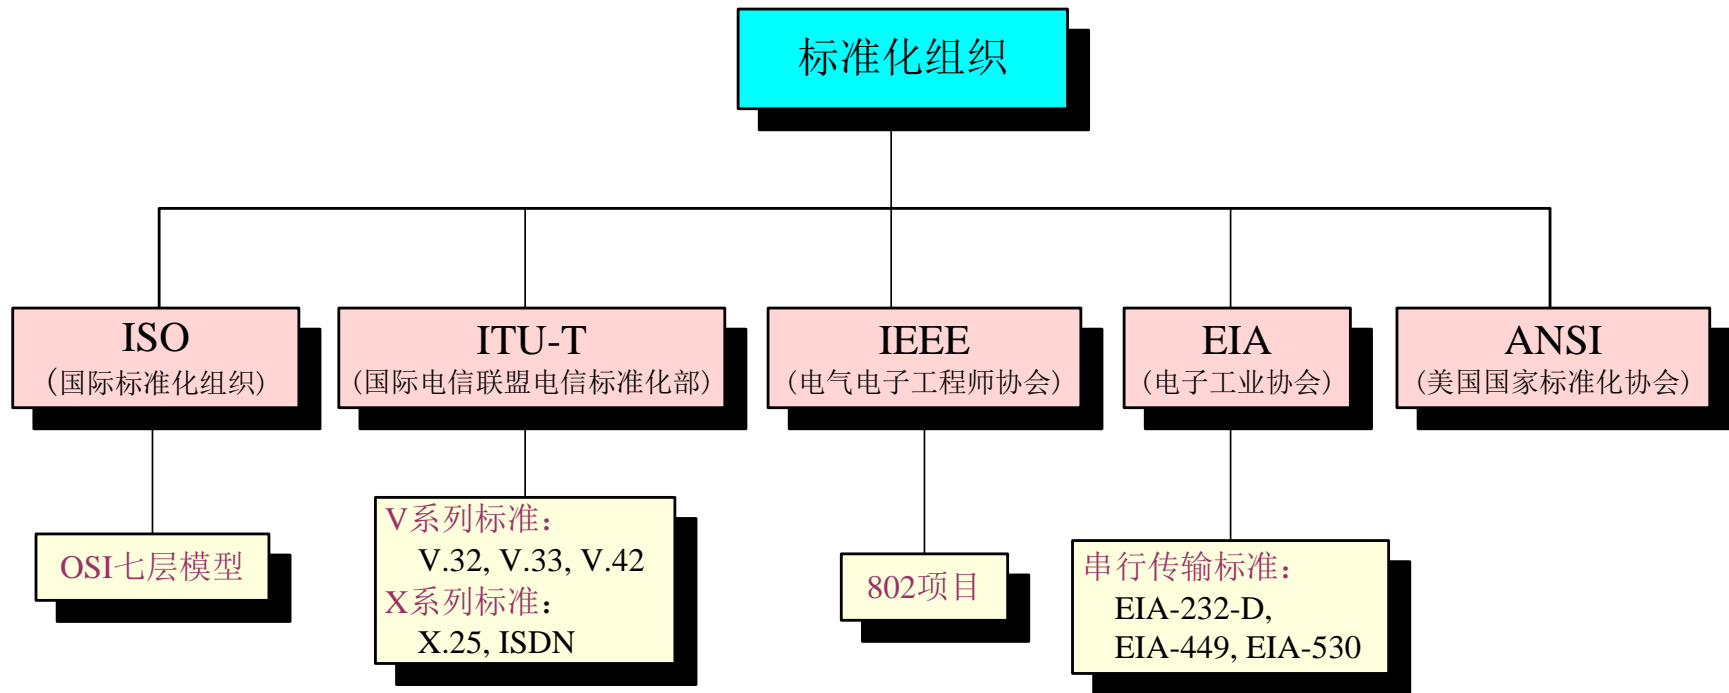 标准化组织
ISO
(国际标准化组织)
ITU-T
(国际电信联盟电信标准化部)
IEEE
(电气电子工程师协会)
EIA
(电子工业协会)
ANSI
(美国国家标准化协会)
OSI七层模型
V系列标准：
V.32, V.33, V.42
X系列标准：
X.25, ISDN
802项目
串行传输标准：
EIA-232-D,
EIA-449, EIA-530